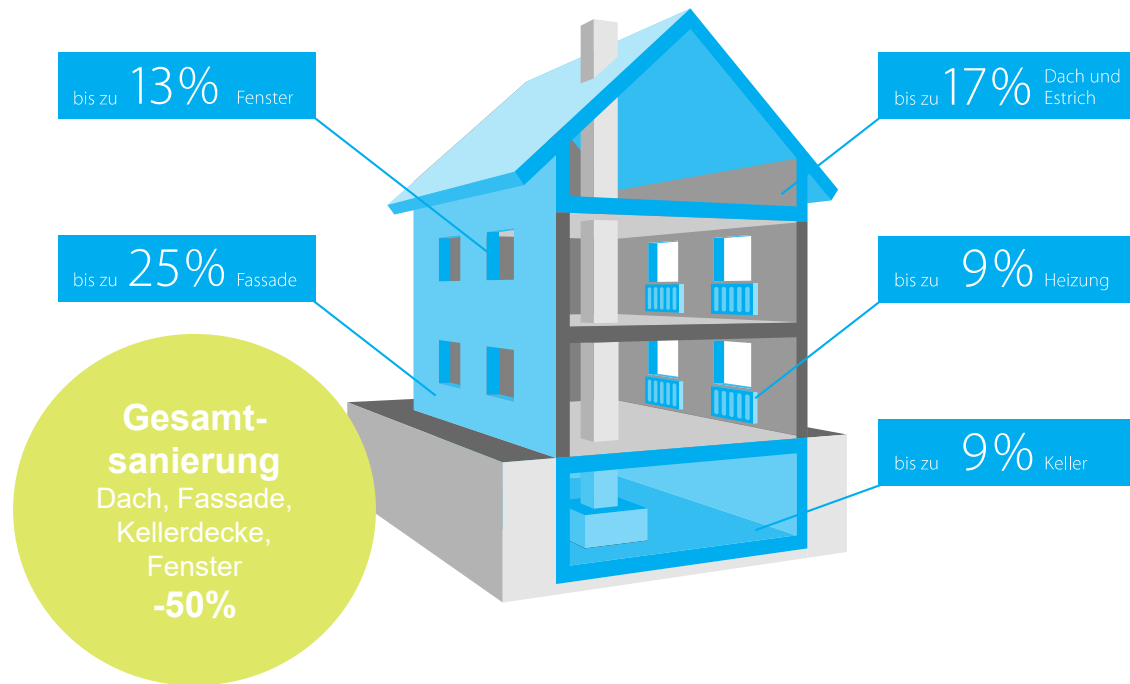 bis zu 13% Fenster
bis zu 17% Dach und
Estrich
bis zu 25% Fassade
bis zu 9% Heizung
Gesamt-
sanierung
Dach, Fassade,
Kellerdecke,
Fenster
-50%
bis zu 9% Keller